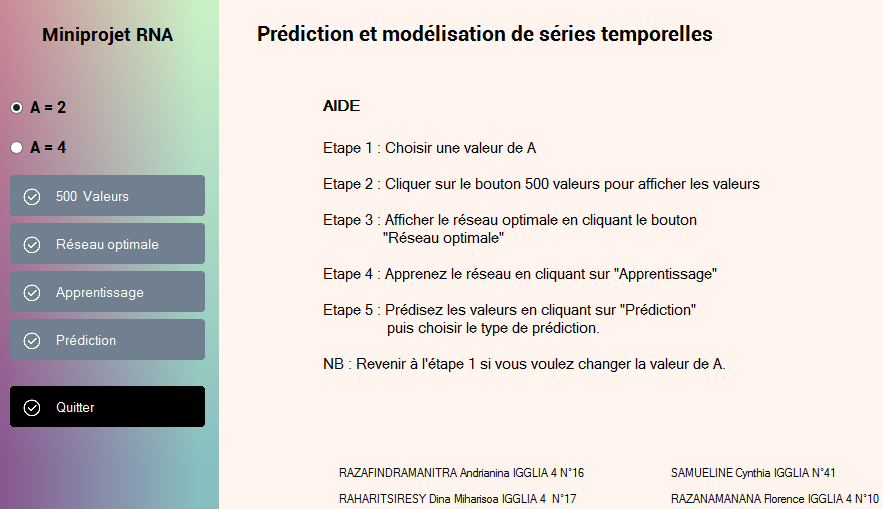 Miniprojet RNA
A = 2
A = 4
500 Valeurs
Réseau optimale
Apprentissage
Prédiction
Quitter
Prédiction et modélisation de séries temporelles
AIDE
Etape 1 : Choisir une valeur de A
Etape 2 : Cliquer sur le bouton 500 valeurs pour afficher les valeurs
Etape 3 : Afficher le réseau optimale en cliquant le bouton
"Réseau optimale"
Etape 4 : Apprenez le réseau en cliquant sur "Apprentissage"
Etape 5 : Prédisez les valeurs en cliquant sur "Prédiction"
puis choisir le type de prédiction.
NB : Revenir à l'étape 1 si vous voulez changer la valeur de A.
RAZAFINDRAMANITRA Andrianina IGGLIA 4 N°16
SAMUELINE Cynthia IGGLIA N°41
RAHARITSIRESY Dina Miharisoa IGGLIA 4 N°17
RAZANAMANANA Florence IGGLIA 4 N°10